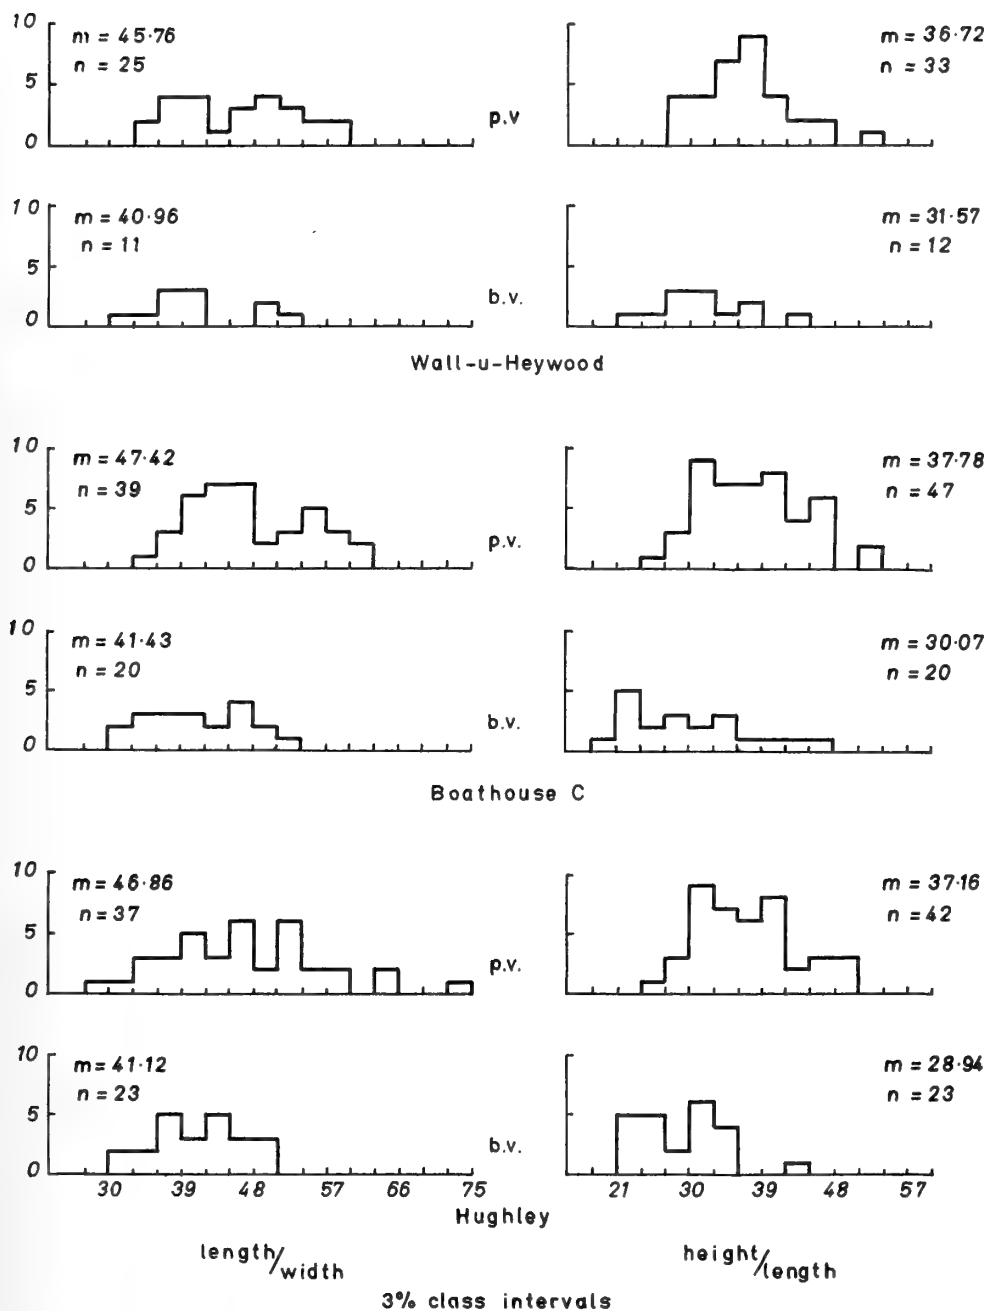 10
5
0
m = 45·76
n = 25
p.v
m = 36·72
n = 33
10
5
0
m = 40·96
n = 11
b.v.
m = 31·57
n = 12
Wall-u-Heywood
10
5
0
m = 47·42
n = 39
p.v.
m = 37·78
n = 47
10
5
0
m = 41·43
n = 20
b.v.
m = 30·07
n = 20
Boathouse C
10
5
0
m = 46·86
n = 37
p.v.
m = 37·16
n = 42
10
5
0
m = 41·12
n = 23
b.v.
m = 28·94
n = 23
30 39 48 57 66 75 21 30 39 48 57
Hughley
length/width height/length
3% class intervals